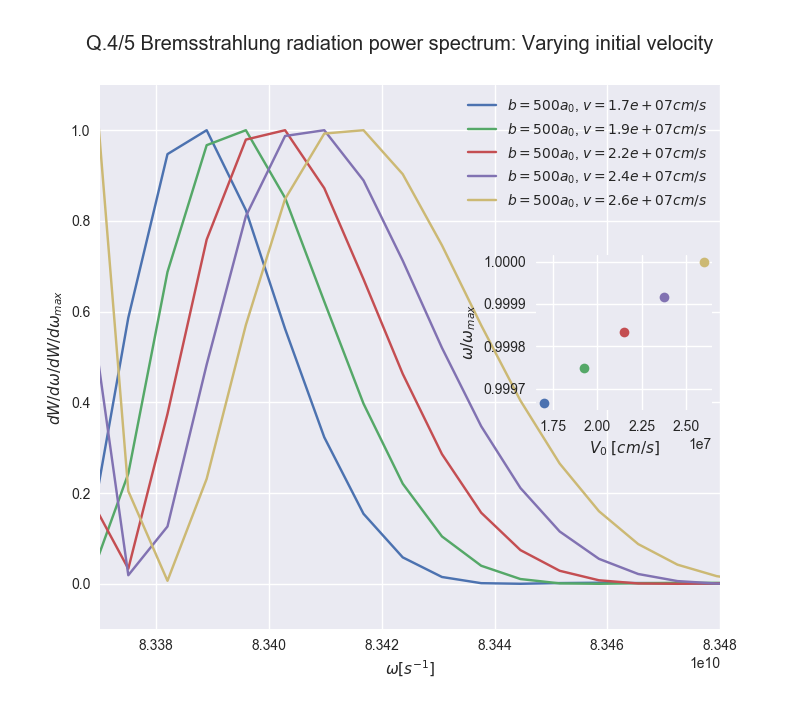 Q.4/5 Bremsstrahlung radiation power spectrum: Varying initial velocity
b = 500a₀, v = 1.7e + 07cm/s
b = 500a₀, v = 1.9e + 07cm/s
b = 500a₀, v = 2.2e + 07cm/s
b = 500a₀, v = 2.4e + 07cm/s
b = 500a₀, v = 2.6e + 07cm/s
1.0
0.8
0.6
0.4
0.2
0.0
dW/dω/dW/dω_max
1.0000
0.9999
0.9998
0.9997
ω/ω_max
1.75 2.00 2.25 2.50
1e7
V₀ [cm/s]
8.338 8.340 8.342 8.344 8.346 8.348
1e10
ω[s⁻¹]